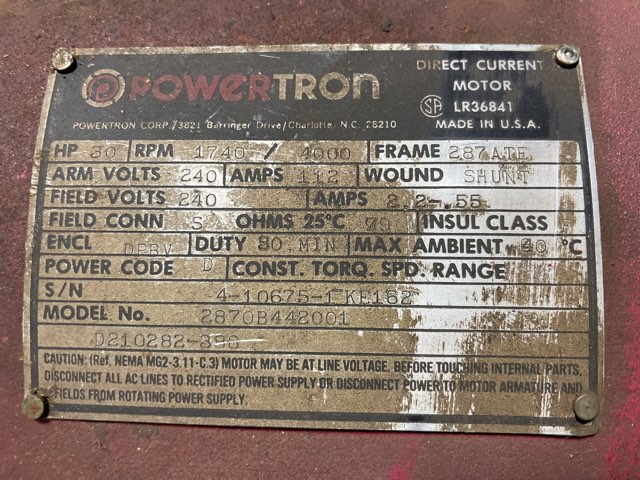 POWERTRON
DIRECT CURRENT
MOTOR
SA LR36841
MADE IN U.S.A.
POWERTRON CORP./3821 Barringer Drive/Charlotte, N.C. 28210
HP 30 RPM 1740 / 4000 FRAME 287ATE
ARM VOLTS 240 AMPS 112 WOUND SHUNT
FIELD VOLTS 240 AMPS 2.2-.55
FIELD CONN S OHMS 25°C INSUL CLASS
ENCL DPBV DUTY MIN MAX AMBIENT 40 °C
POWER CODE D CONST. TORQ. SPD. RANGE
S/N 4-10675-1 KE182
MODEL No. 2870B442001
D210282-390
CAUTION: (Ref. NEMA MG2-3.11-C.3) MOTOR MAY BE AT LINE VOLTAGE. BEFORE TOUCHING INTERNAL PARTS,
DISCONNECT ALL AC LINES TO RECTIFIED POWER SUPPLY OR DISCONNECT POWER TO MOTOR ARMATURE AND
FIELDS FROM ROTATING POWER SUPPLY.